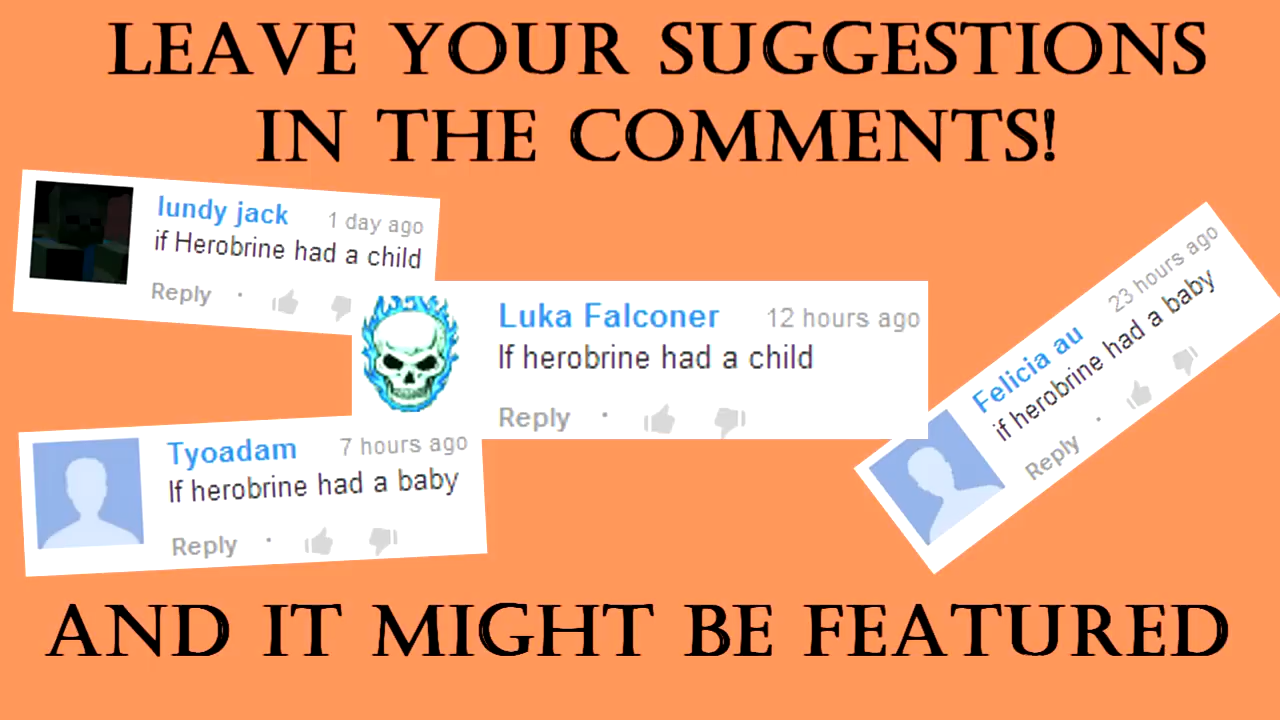 LEAVE YOUR SUGGESTIONS
IN THE COMMENTS!
lundy jack 1 day ago
if Herobrine had a child
Reply ·
Luka Falconer 12 hours ago
If herobrine had a child
Reply ·
Felicia au 23 hours ago
if herobrine had a baby
Reply ·
Tyoadam 7 hours ago
If herobrine had a baby
Reply ·
AND IT MIGHT BE FEATURED